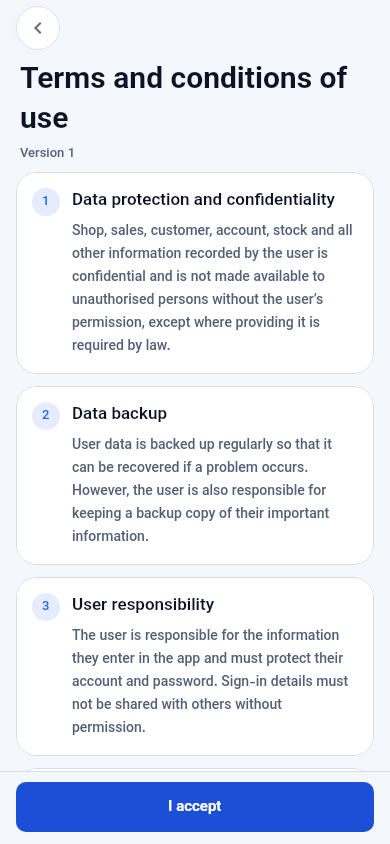 Terms and conditions of
use
Version 1
1
Data protection and confidentiality
Shop, sales, customer, account, stock and all
other information recorded by the user is
confidential and is not made available to
unauthorised persons without the user’s
permission, except where providing it is
required by law.
2
Data backup
User data is backed up regularly so that it
can be recovered if a problem occurs.
However, the user is also responsible for
keeping a backup copy of their important
information.
3
User responsibility
The user is responsible for the information
they enter in the app and must protect their
account and password. Sign-in details must
not be shared with others without
permission.
I accept